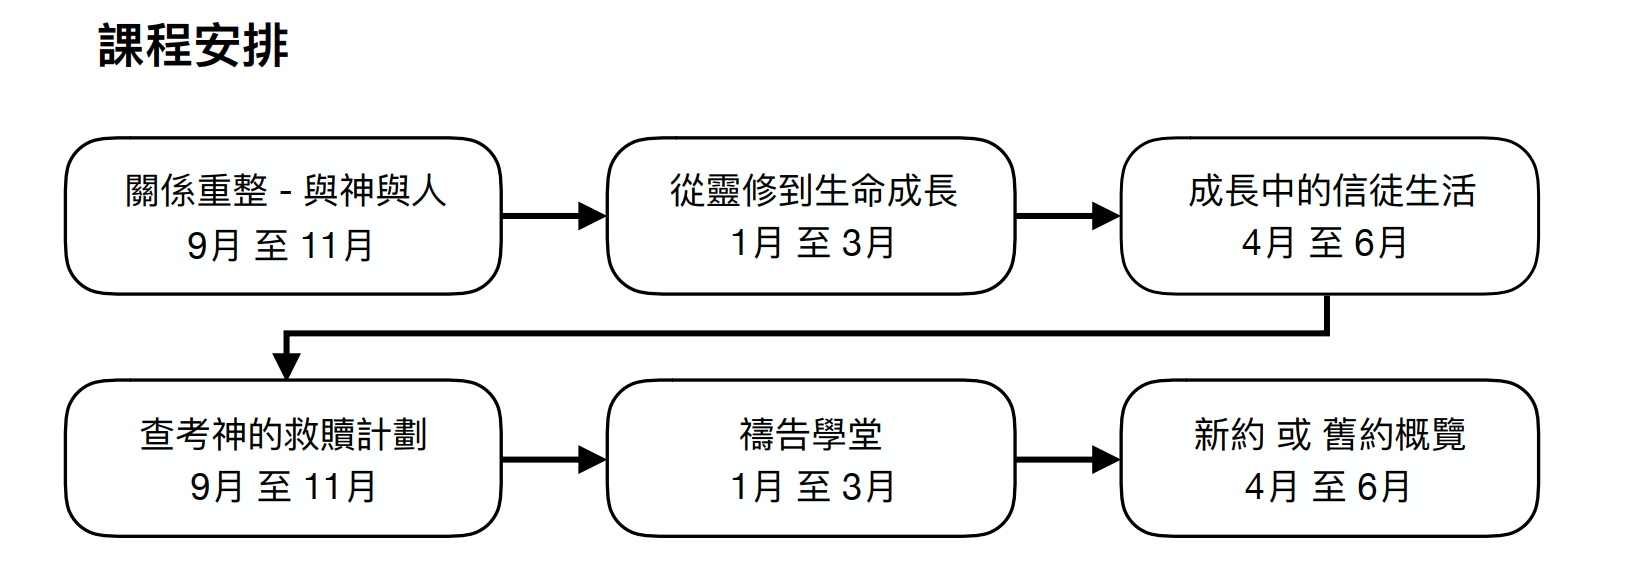 課程安排
關係重整 - 與神與人
9月 至 11月
從靈修到生命成長
1月 至 3月
成長中的信徒生活
4月 至 6月
查考神的救贖計劃
9月 至 11月
禱告學堂
1月 至 3月
新約 或 舊約概覽
4月 至 6月